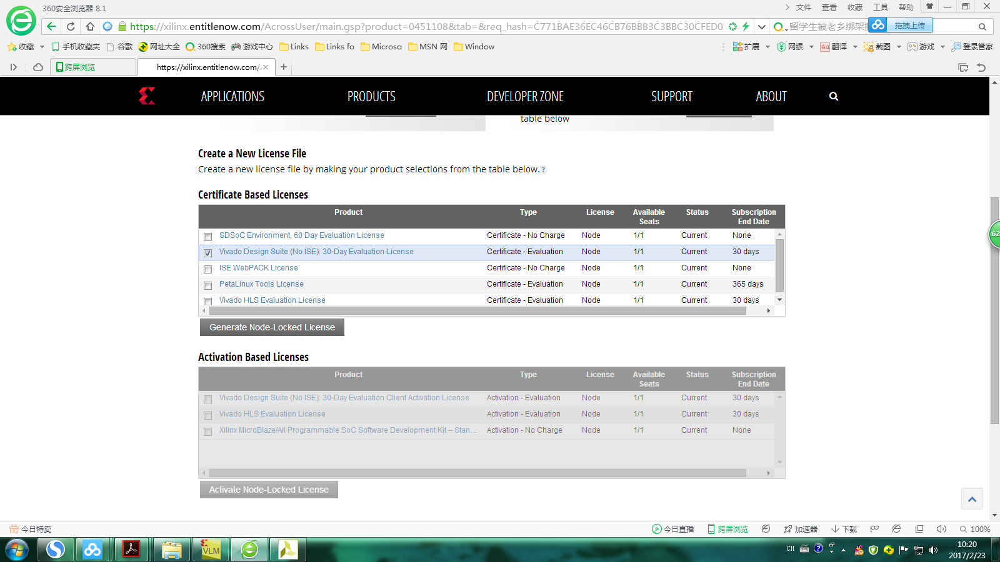 360安全浏览器 8.1
文件 查看 收藏 工具 帮助
https://xilinx.entitlenow.com/AcrossUser/main.gsp?product=0451108&tab=&req_hash=C771BAE36EC46CB76BBB3C3BBC30CFED0
留学生被老乡绑架
拖拽上传
收藏 手机收藏夹 谷歌 网址大全 360搜索 游戏中心 Links Links fo Microso MSN 网 Window
扩展 网银 翻译 截图 游戏 登录管家
跨屏浏览 https://xilinx.entitlenow.com/
APPLICATIONS PRODUCTS DEVELOPER ZONE SUPPORT ABOUT
table below
Create a New License File
Create a new license file by making your product selections from the table below. ?
Certificate Based Licenses
Product Type License Available Seats Status Subscription End Date
SDSoC Environment, 60 Day Evaluation License Certificate - No Charge Node 1/1 Current None
Vivado Design Suite (No ISE): 30-Day Evaluation License Certificate - Evaluation Node 1/1 Current 30 days
ISE WebPACK License Certificate - No Charge Node 1/1 Current None
PetaLinux Tools License Certificate - Evaluation Node 1/1 Current 365 days
Vivado HLS Evaluation License Certificate - Evaluation Node 1/1 Current 30 days
62
Generate Node-Locked License
Activation Based Licenses
Product Type License Available Seats Status Subscription End Date
Vivado Design Suite (No ISE): 30-Day Evaluation Client Activation License Activation - Evaluation Node 1/1 Current 30 days
Vivado HLS Evaluation License Activation - Evaluation Node 1/1 Current 30 days
Xilinx MicroBlaze/All Programmable SoC Software Development Kit – Stan... Activation - No Charge Node 1/1 Current None
Activate Node-Locked License
今日特卖 今日直播 跨屏浏览 加速器 下载 100%
VLM
CH
10:20
2017/2/23